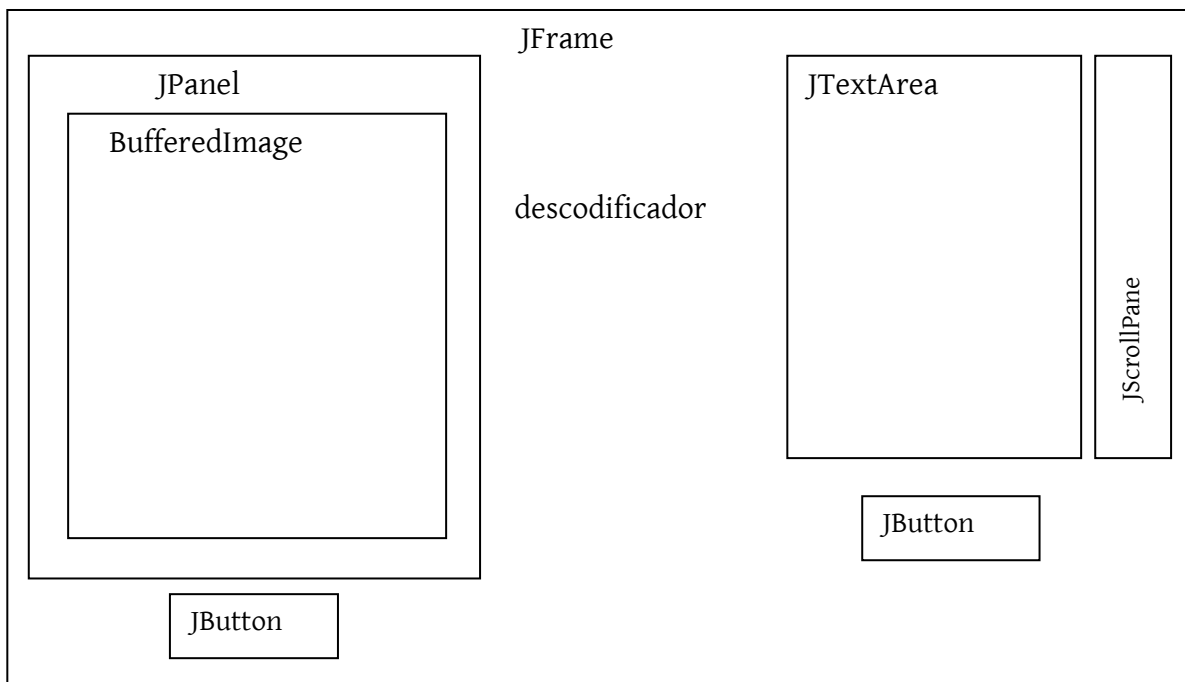 JFrame
JPanel
BufferedImage
JButton
descodificador
JTextArea
JScrollPane
JButton